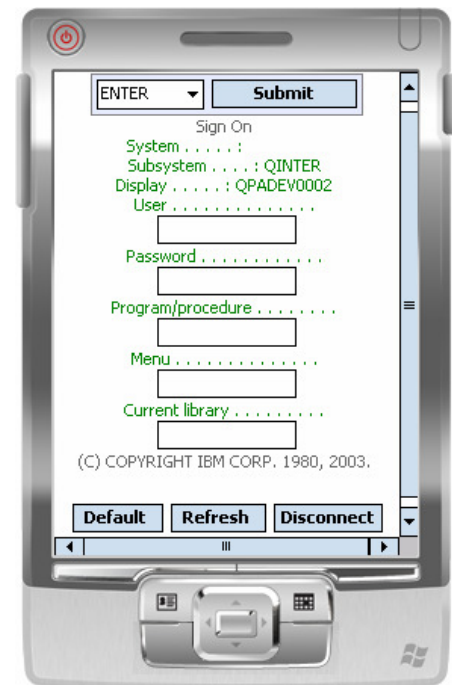 ENTER Submit
Sign On
System . . . . . :
Subsystem . . . . : QINTER
Display . . . . . : QPADEV0002
User . . . . . . . . . . . . . . .
Password . . . . . . . . . . . .
Program/procedure . . . . . . . .
Menu . . . . . . . . . . . . . . .
Current library . . . . . . . . .
(C) COPYRIGHT IBM CORP. 1980, 2003.
Default Refresh Disconnect